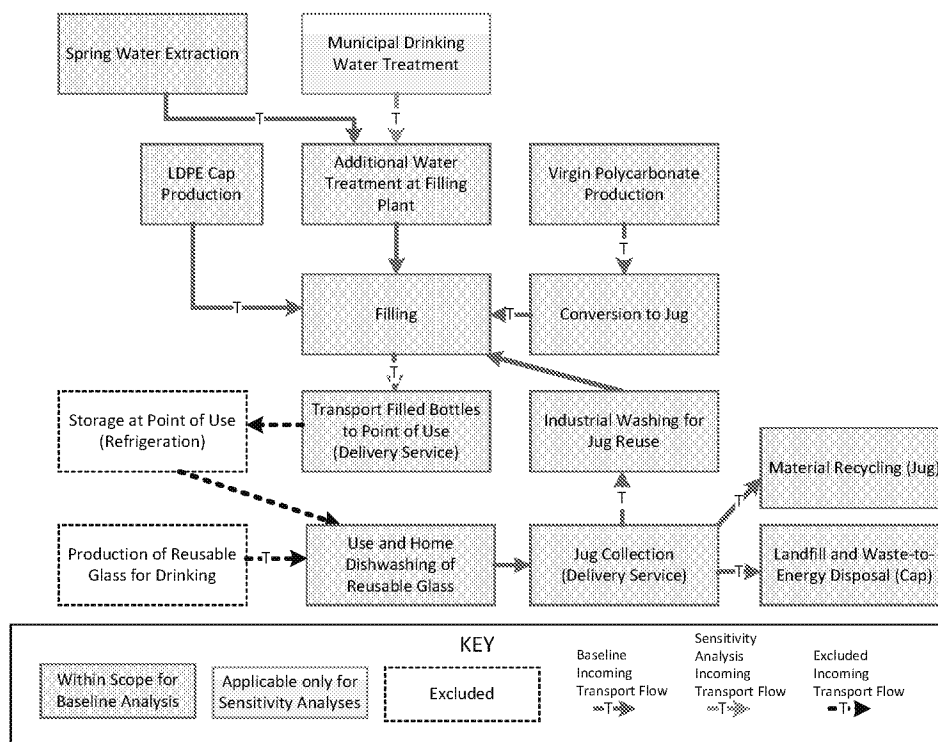 Spring Water Extraction
Municipal Drinking
Water Treatment
T
T
LDPE Cap
Production
Additional Water
Treatment at Filling
Plant
Virgin Polycarbonate
Production
T
T
Filling
T
Conversion to Jug
T
Storage at Point of Use
(Refrigeration)
Transport Filled Bottles
to Point of Use
(Delivery Service)
Industrial Washing for
Jug Reuse
Material Recycling (Jug)
T
T
Production of Reusable
Glass for Drinking
T
Use and Home
Dishwashing of
Reusable Glass
Jug Collection
(Delivery Service)
T
Landfill and Waste-to-
Energy Disposal (Cap)
KEY
Within Scope for
Baseline Analysis
Applicable only for
Sensitivity Analyses
Excluded
Baseline
Incoming
Transport Flow
T
Sensitivity
Analysis
Incoming
Transport Flow
T
Excluded
Incoming
Transport Flow
T